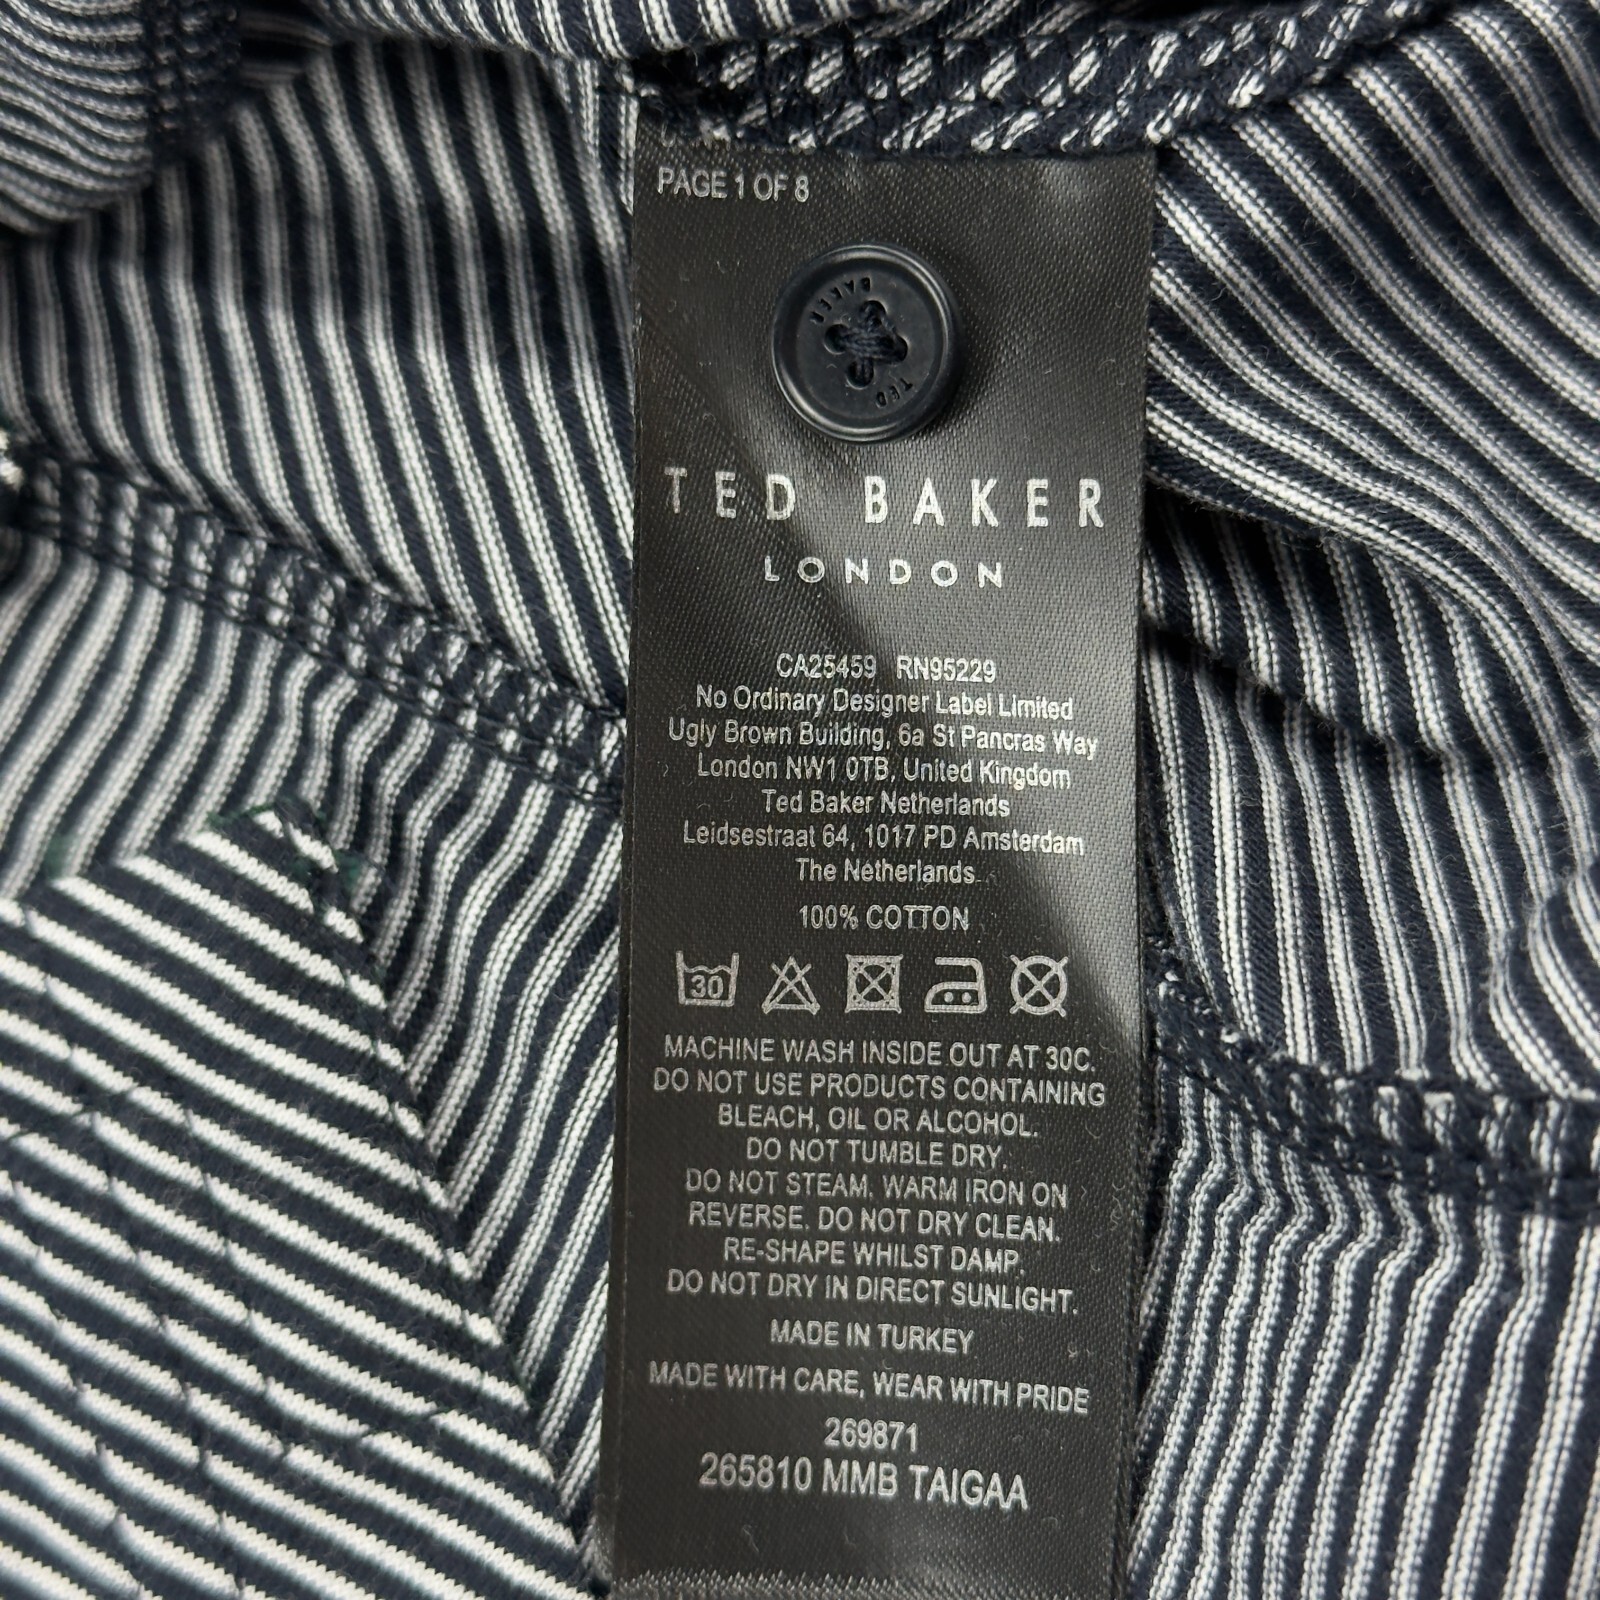 PAGE 1 OF 8
TED BAKER
TED BAKER
LONDON
CA25459 RN95229
No Ordinary Designer Label Limited
Ugly Brown Building, 6a St Pancras Way
London NW1 0TB, United Kingdom
Ted Baker Netherlands
Leidsestraat 64, 1017 PD Amsterdam
The Netherlands
100% COTTON
30
MACHINE WASH INSIDE OUT AT 30C.
DO NOT USE PRODUCTS CONTAINING
BLEACH, OIL OR ALCOHOL.
DO NOT TUMBLE DRY.
DO NOT STEAM. WARM IRON ON
REVERSE. DO NOT DRY CLEAN.
RE-SHAPE WHILST DAMP.
DO NOT DRY IN DIRECT SUNLIGHT.
MADE IN TURKEY
MADE WITH CARE, WEAR WITH PRIDE
269871
265810 MMB TAIGAA